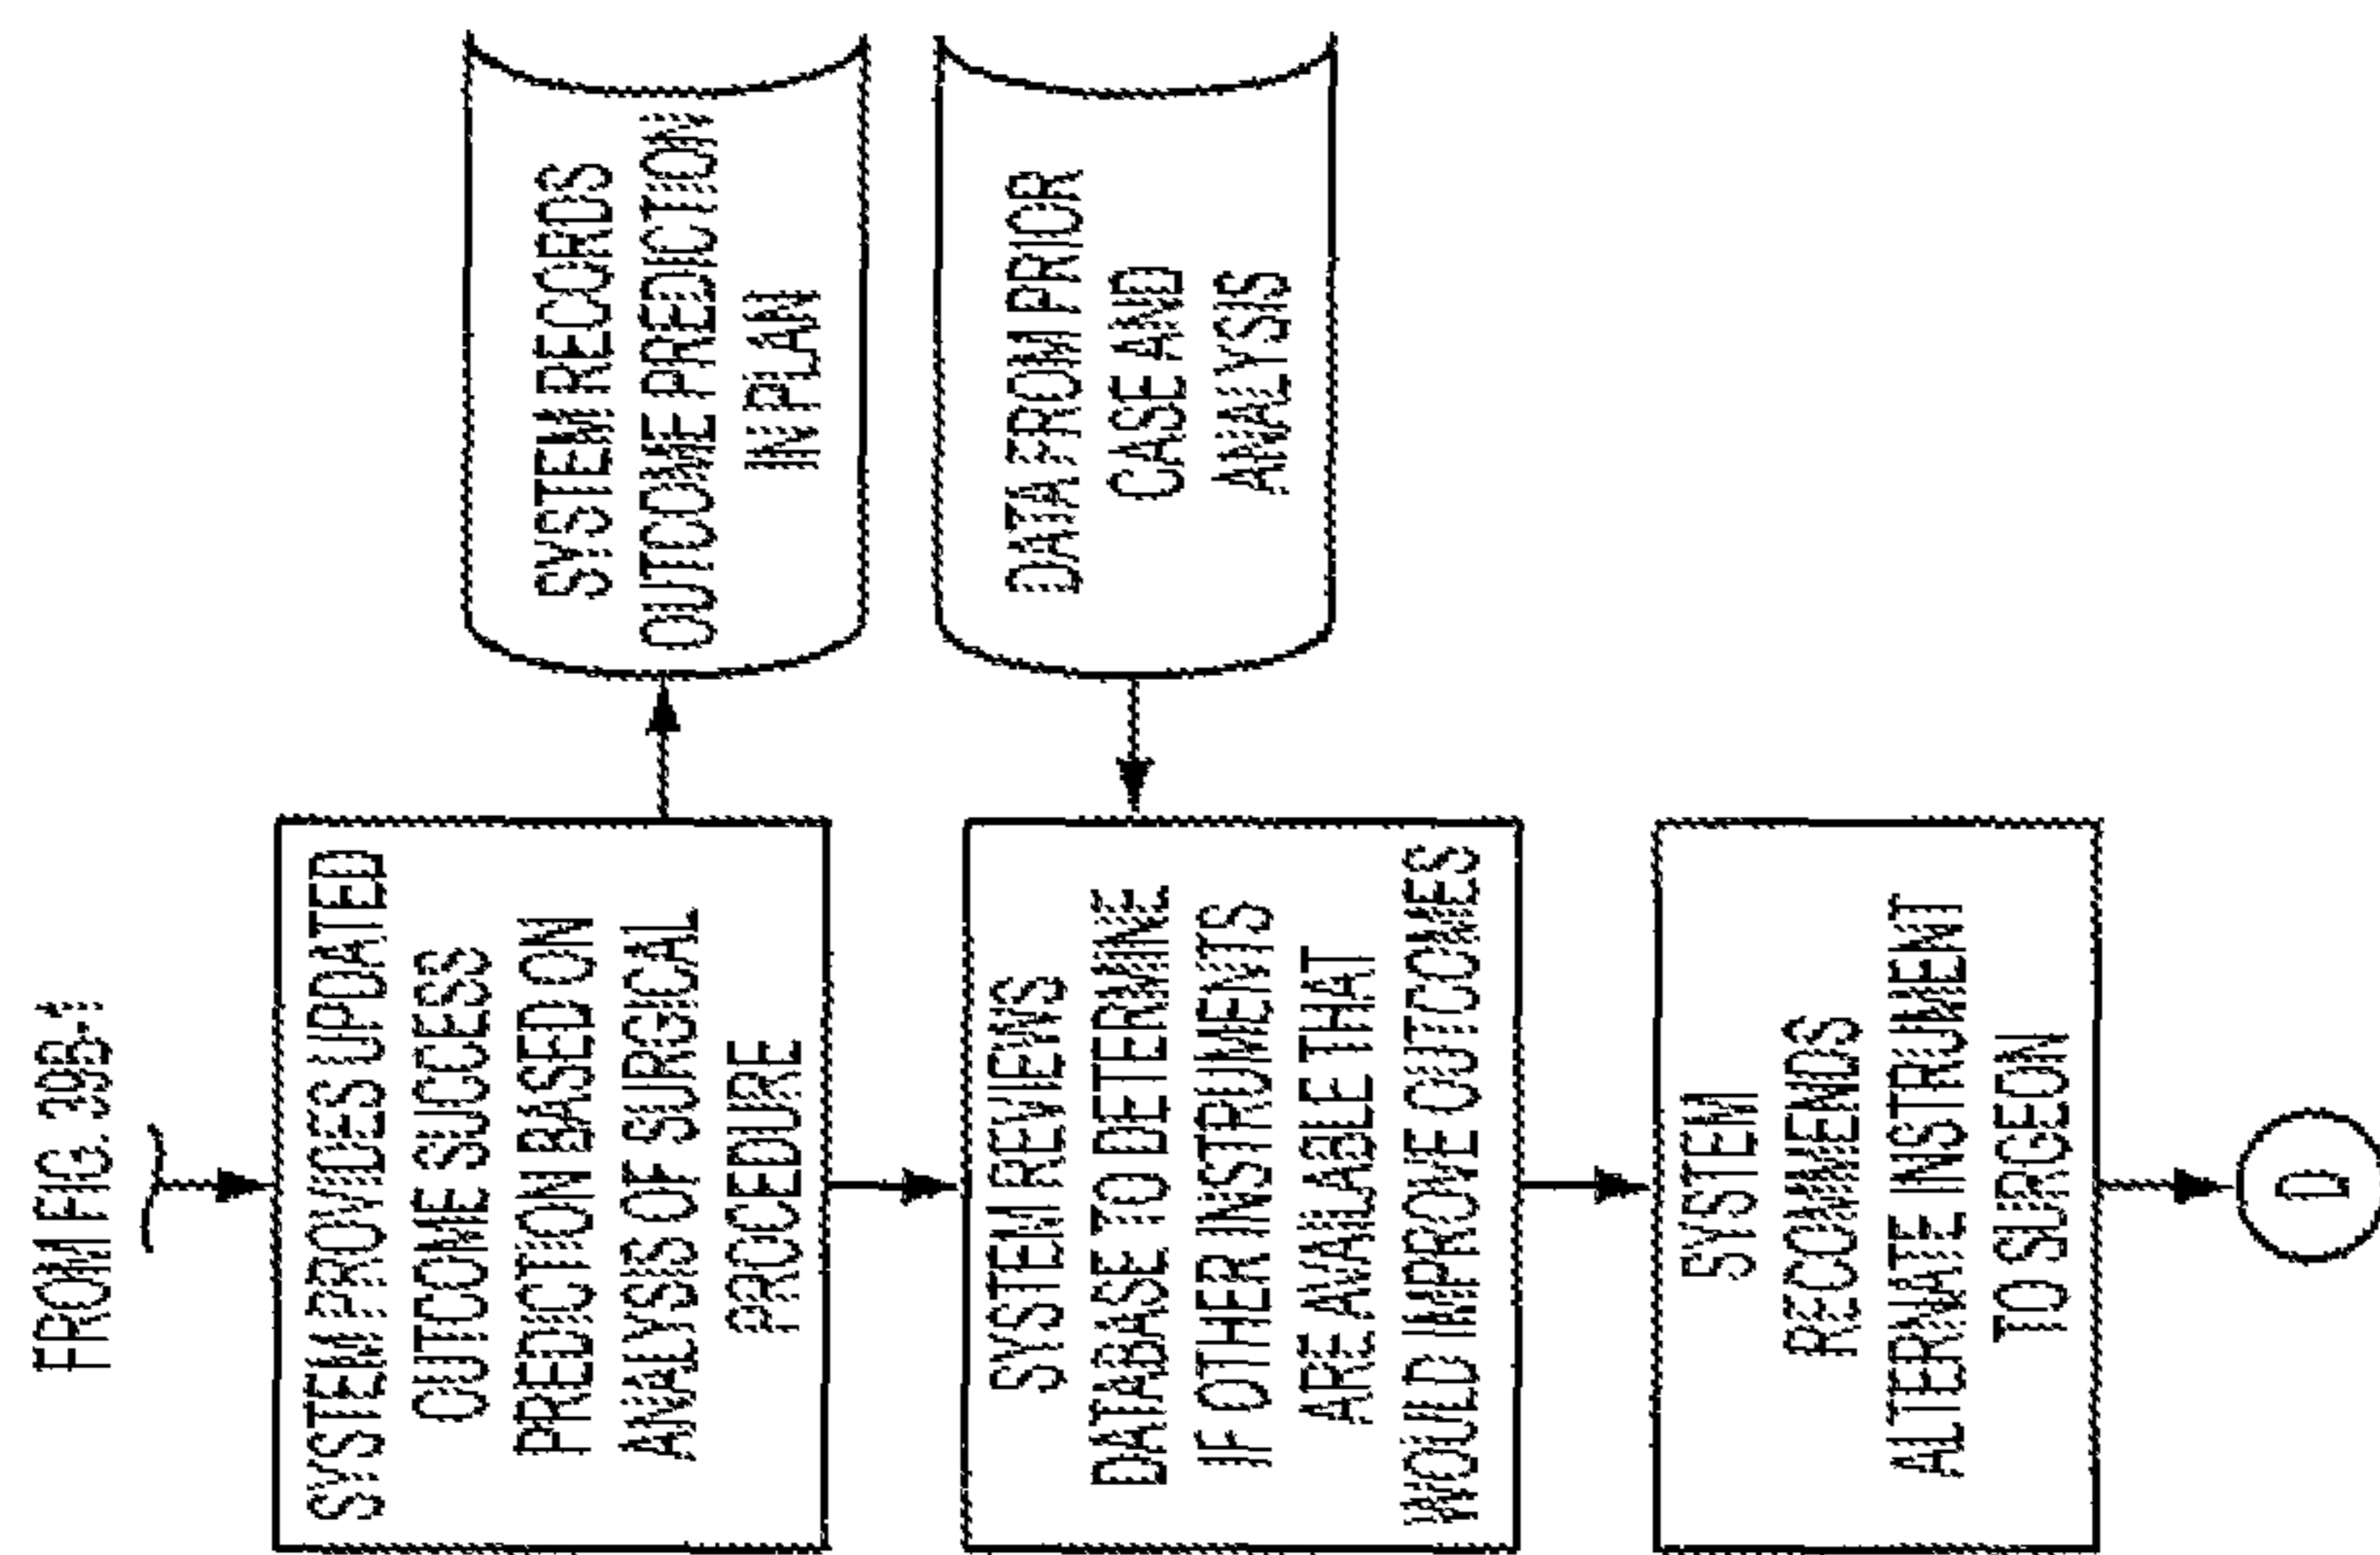 FROM FIG. 39B-1
SYSTEM PROVIDES UPDATED
OUTCOME SUCCESS
PREDICTION BASED ON
ANALYSIS OF SURGICAL
PROCEDURE
SYSTEM RECORDS
OUTCOME PREDICTION
IN PLAN
SYSTEM REVIEWS
DATABASE TO DETERMINE
IF OTHER INSTRUMENTS
ARE AVAILABLE THAT
WOULD IMPROVE OUTCOMES
DATA FROM PRIOR
CASE AND
ANALYSIS
SYSTEM
RECOMMENDS
ALTERNATE INSTRUMENT
TO SURGEON
D